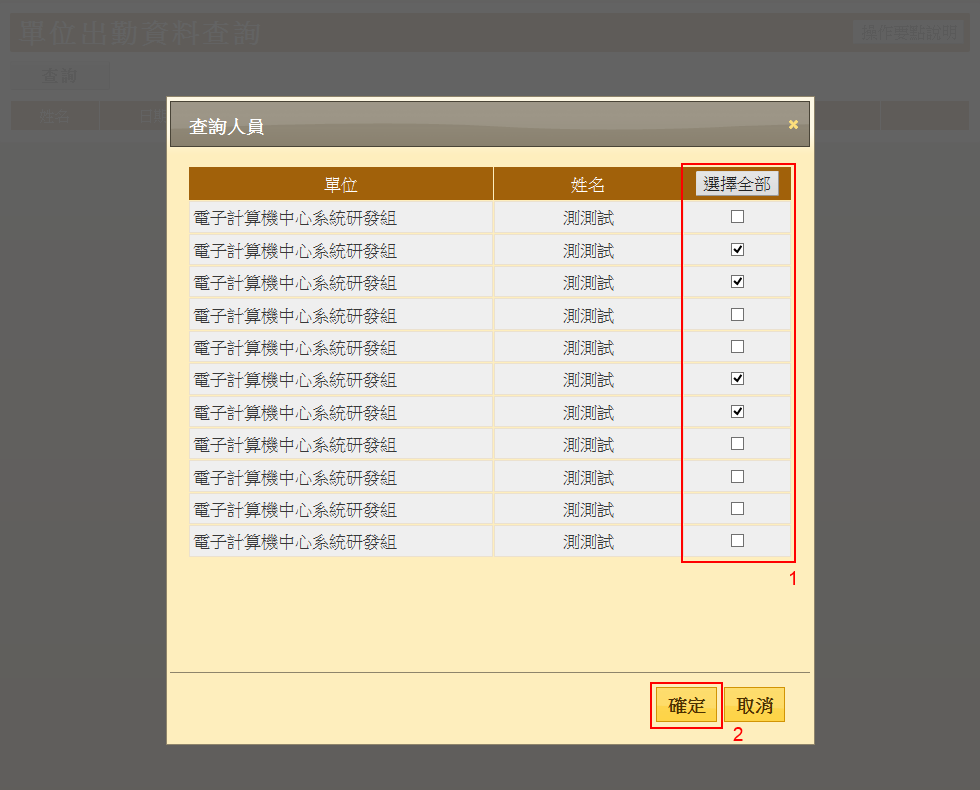 單位出勤資料查詢
操作要點說明
查詢
姓名
查詢人員
單位 姓名 選擇全部
電子計算機中心系統研發組 測測試
電子計算機中心系統研發組 測測試
電子計算機中心系統研發組 測測試
電子計算機中心系統研發組 測測試
電子計算機中心系統研發組 測測試
電子計算機中心系統研發組 測測試
電子計算機中心系統研發組 測測試
電子計算機中心系統研發組 測測試
電子計算機中心系統研發組 測測試
電子計算機中心系統研發組 測測試
電子計算機中心系統研發組 測測試
1
確定 取消
2